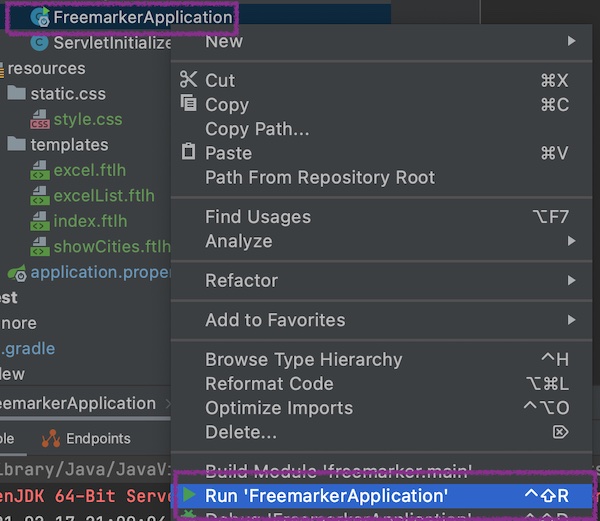 FreemarkerApplication
ServletInitialize
New
resources
Cut ⌘X
static.css
Copy ⌘C
style.css
Copy Path...
templates
Paste ⌘V
excel.ftlh
Path From Repository Root
excelList.ftlh
index.ftlh
Find Usages ⌥F7
showCities.ftlh
Analyze
application.prope
Refactor
est
nore
Add to Favorites
.gradle
Browse Type Hierarchy ^H
lew
Reformat Code ⌥⌘L
eemarkerApplication
Optimize Imports ^⌥O
Delete... ⌦
ole
Endpoints
Library/Java/JavaV
Build Module 'freemarker.main'
enJDK 64-Bit Serve
Run 'FreemarkerApplication' ^⇧R
Debug 'FreemarkerApplication' ^⇧D